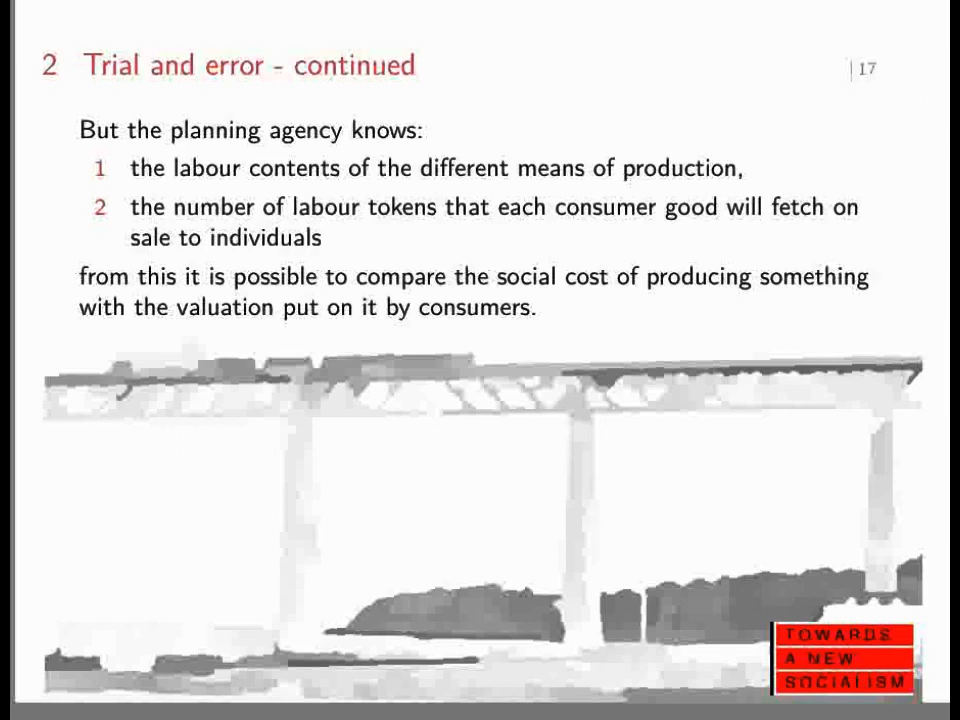 2 Trial and error - continued
| 17
But the planning agency knows:
1 the labour contents of the different means of production,
2 the number of labour tokens that each consumer good will fetch on
sale to individuals
from this it is possible to compare the social cost of producing something
with the valuation put on it by consumers.
TOWARDS
A NEW
SOCIALISM